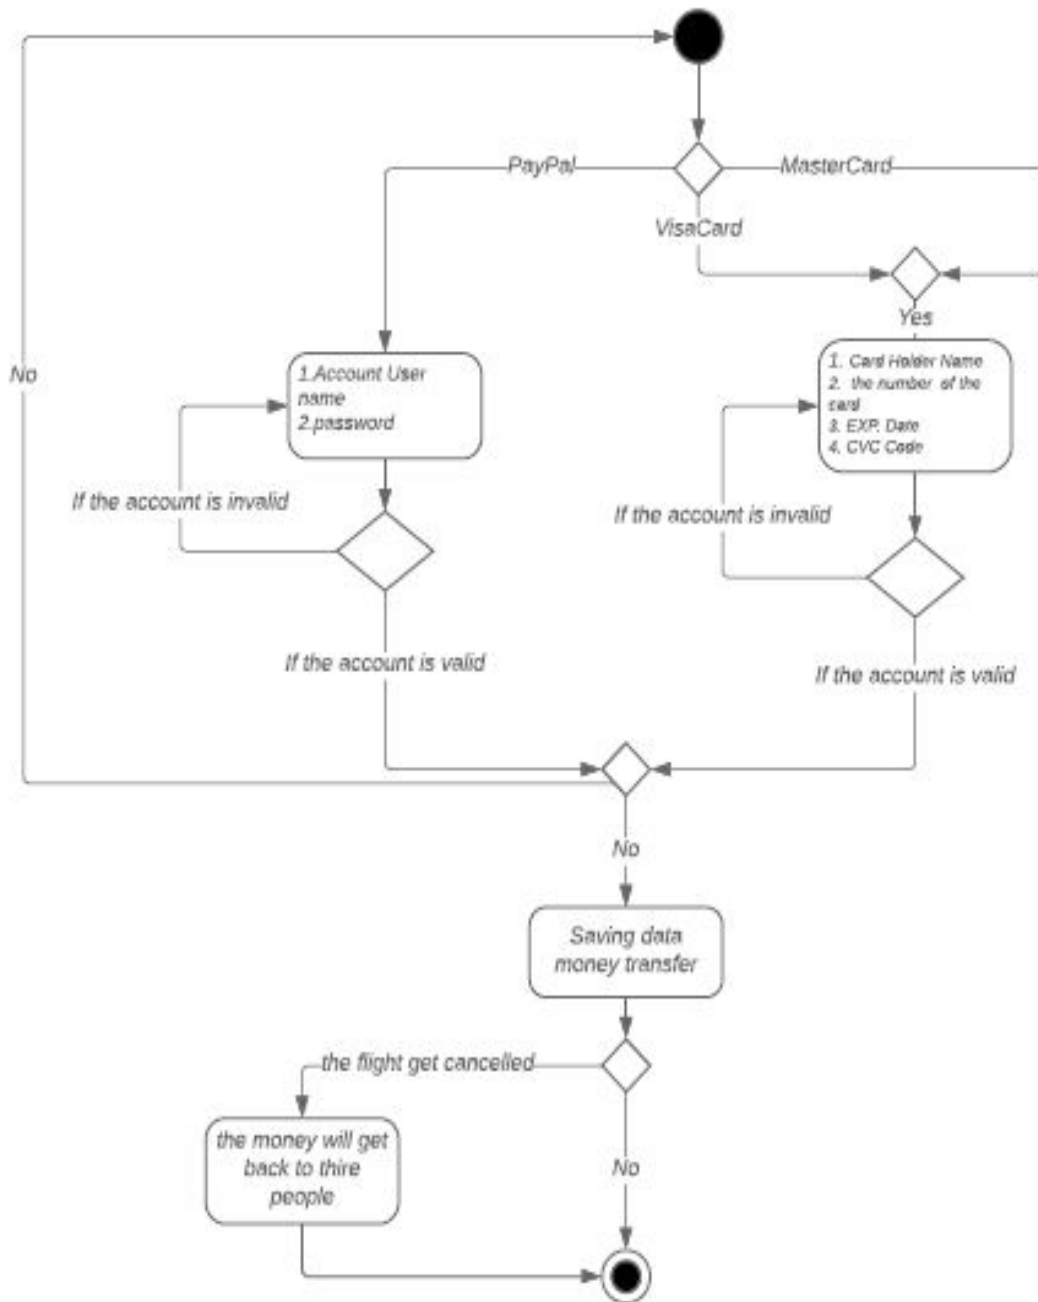 PayPal
MasterCard
VisaCard
Yes
No
1.Account User
name
2.password
1. Card Holder Name
2. the number of the
card
3. EXP. Date
4. CVC Code
If the account is invalid
If the account is invalid
If the account is valid
If the account is valid
No
Saving data
money transfer
the flight get cancelled
the money will get
back to thire
people
No